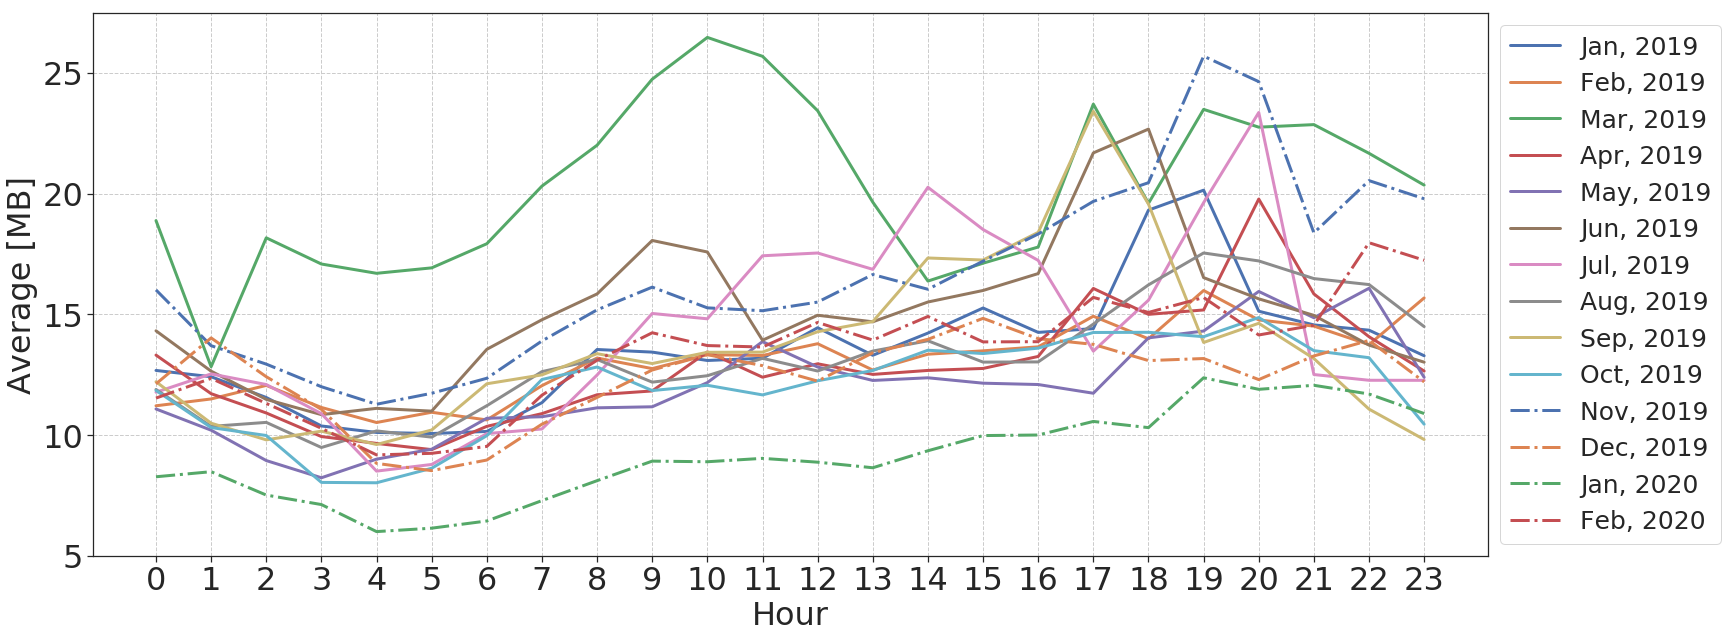 Average [MB]
25
20
15
10
5
0 1 2 3 4 5 6 7 8 9 10 11 12 13 14 15 16 17 18 19 20 21 22 23
Hour
Jan, 2019
Feb, 2019
Mar, 2019
Apr, 2019
May, 2019
Jun, 2019
Jul, 2019
Aug, 2019
Sep, 2019
Oct, 2019
Nov, 2019
Dec, 2019
Jan, 2020
Feb, 2020